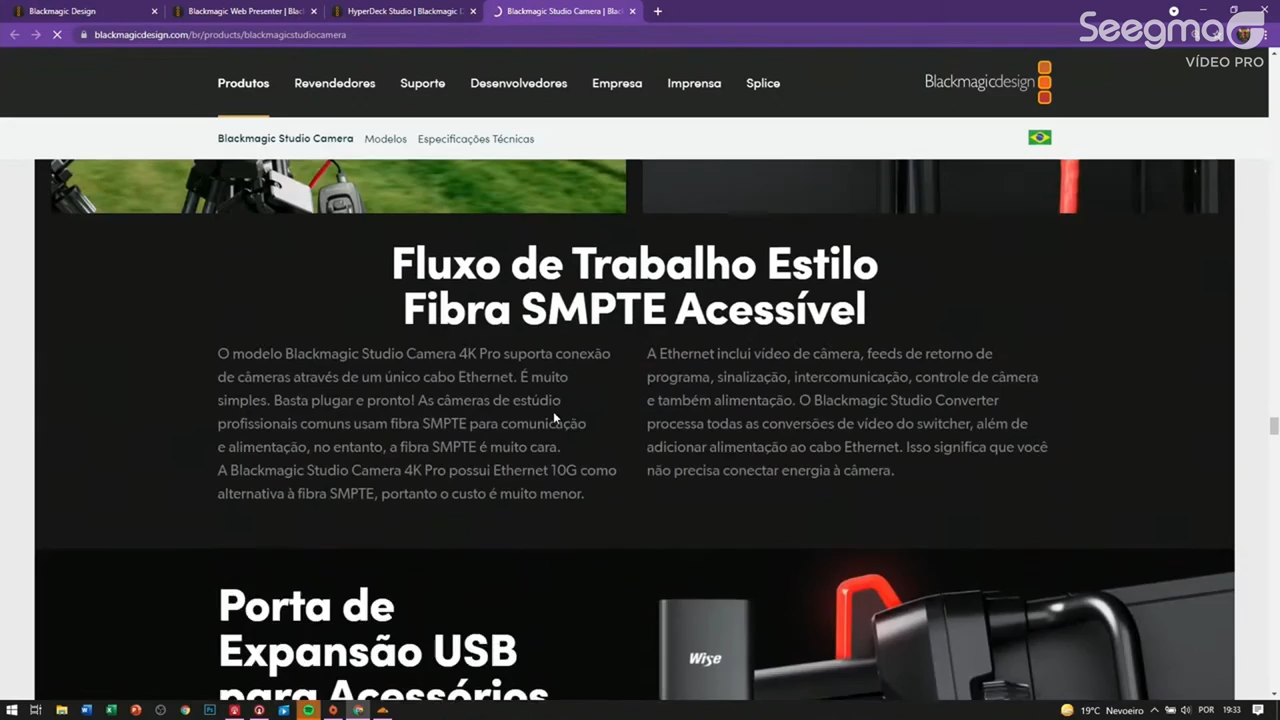 Blackmagic Design
Blackmagic Web Presenter | Blac
HyperDeck Studio | Blackmagic D
Blackmagic Studio Camera | Blac
Seegma
VÍDEO PRO
blackmagicdesign.com/br/products/blackmagicstudiocamera
Produtos
Revendedores
Suporte
Desenvolvedores
Empresa
Imprensa
Splice
Blackmagicdesign
Blackmagic Studio Camera
Modelos
Especificações Técnicas
Fluxo de Trabalho Estilo
Fibra SMPTE Acessível
O modelo Blackmagic Studio Camera 4K Pro suporta conexão
de câmeras através de um único cabo Ethernet. É muito
simples. Basta plugar e pronto! As câmeras de estúdio
profissionais comuns usam fibra SMPTE para comunicação
e alimentação, no entanto, a fibra SMPTE é muito cara.
A Blackmagic Studio Camera 4K Pro possui Ethernet 10G como
alternativa à fibra SMPTE, portanto o custo é muito menor.
A Ethernet inclui vídeo de câmera, feeds de retorno de
programa, sinalização, intercomunicação, controle de câmera
e também alimentação. O Blackmagic Studio Converter
processa todas as conversões de vídeo do switcher, além de
adicionar alimentação ao cabo Ethernet. Isso significa que você
não precisa conectar energia à câmera.
Porta de
Expansão USB
para Acessórios
Wise
19°C Nevoeiro
POR
19:33